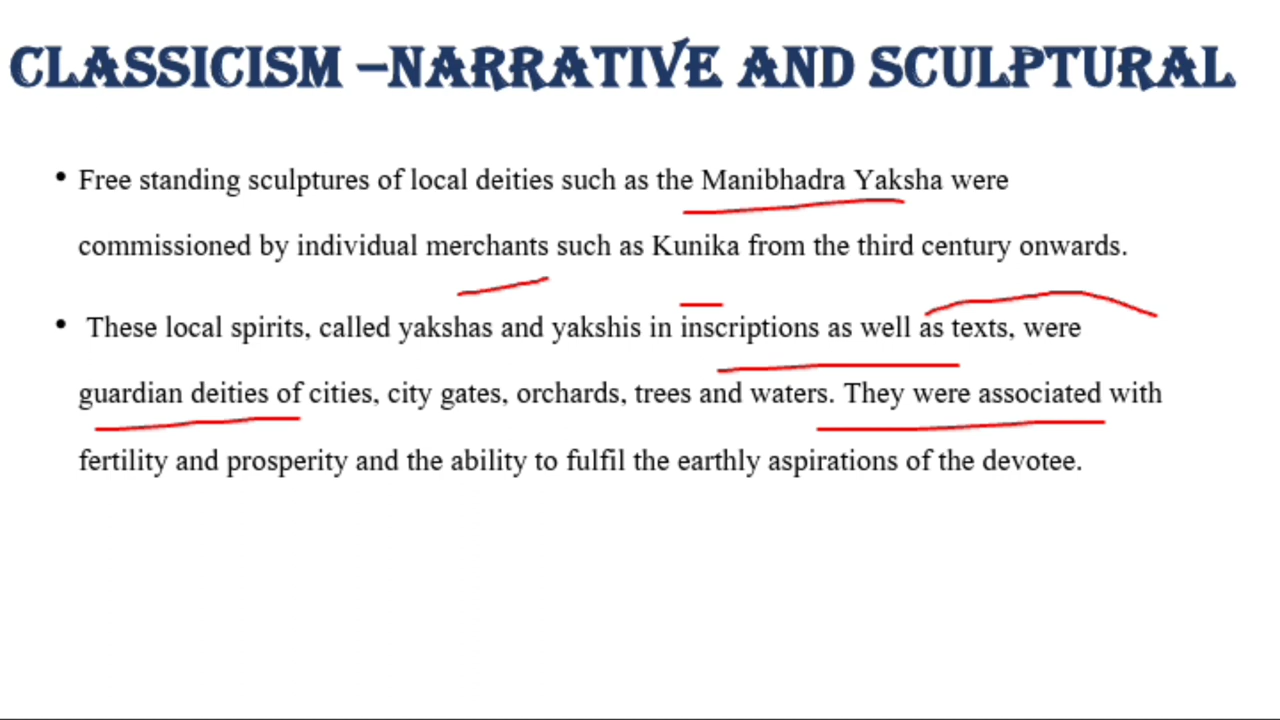 CLASSICISM –NARRATIVE AND SCULPTURAL
• Free standing sculptures of local deities such as the Manibhadra Yaksha were
commissioned by individual merchants such as Kunika from the third century onwards.
• These local spirits, called yakshas and yakshis in inscriptions as well as texts, were
guardian deities of cities, city gates, orchards, trees and waters. They were associated with
fertility and prosperity and the ability to fulfil the earthly aspirations of the devotee.